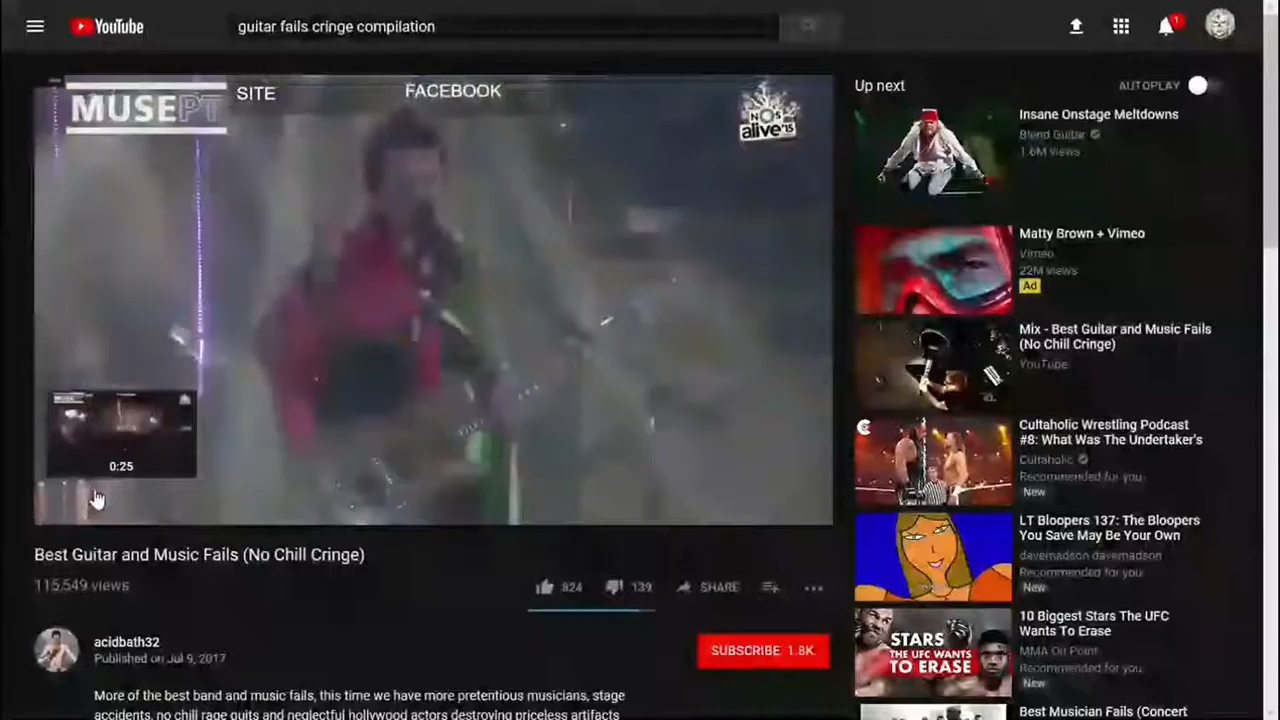 YouTube
guitar fails cringe compilation
1
MUSEPT
SITE
FACEBOOK
NOS
alive'15
0:25
Best Guitar and Music Fails (No Chill Cringe)
115,549 views
824
139
SHARE
acidbath32
Published on Jul 9, 2017
SUBSCRIBE 1.8K
More of the best band and music fails, this time we have more pretentious musicians, stage
accidents, no chill rage quits and neglectful hollywood actors destroying priceless artifacts
Up next
AUTOPLAY
Insane Onstage Meltdowns
Blend Guitar
1.6M views
Matty Brown + Vimeo
Vimeo
22M views
Ad
Mix - Best Guitar and Music Fails
(No Chill Cringe)
YouTube
Cultaholic Wrestling Podcast
#8: What Was The Undertaker's
Cultaholic
Recommended for you
New
LT Bloopers 137: The Bloopers
You Save May Be Your Own
davemadson davemadson
Recommended for you
New
STARS
THE UFC WANTS
TO ERASE
10 Biggest Stars The UFC
Wants To Erase
MMA On Point
Recommended for you
New
Best Musician Fails (Concert